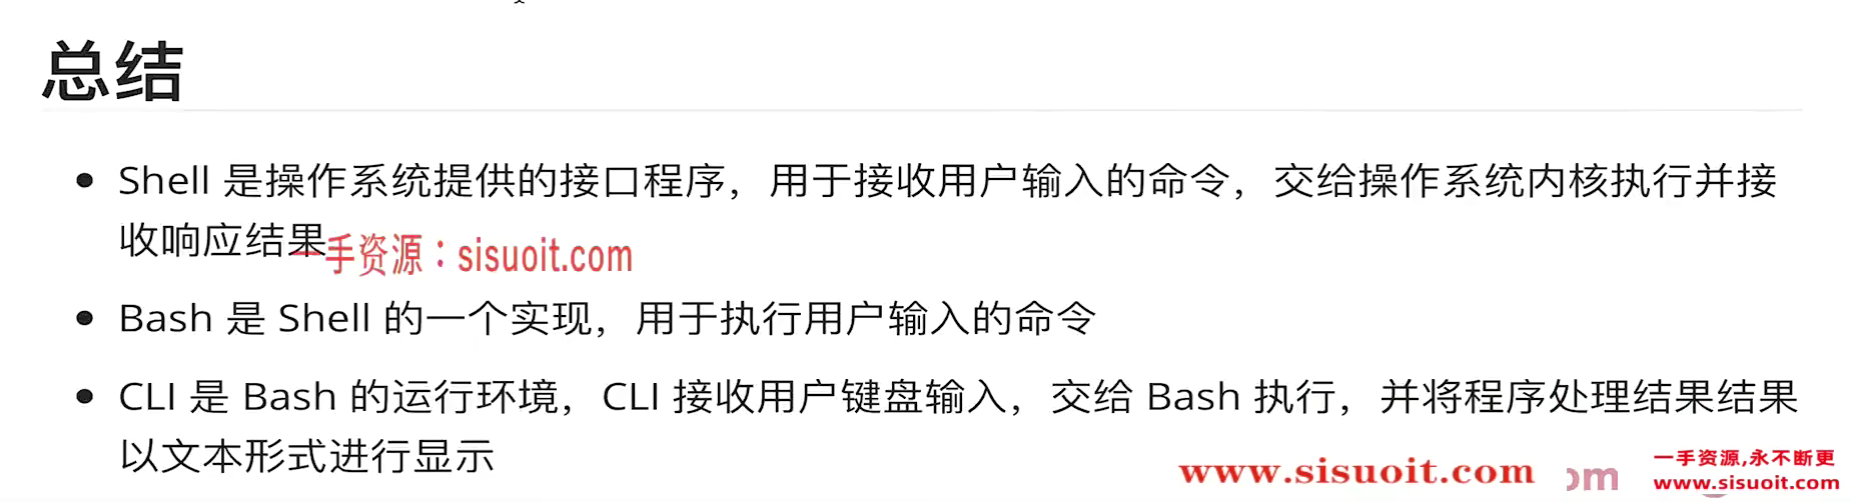 总结
Shell 是操作系统提供的接口程序，用于接收用户输入的命令，交给操作系统内核执行并接
收响应结果
一手资源：sisuoit.com
Bash 是 Shell 的一个实现，用于执行用户输入的命令
CLI 是 Bash 的运行环境，CLI 接收用户键盘输入，交给 Bash 执行，并将程序处理结果结果
以文本形式进行显示
www.sisuoit.com
om
一手资源,永不断更
www.sisuoit.com